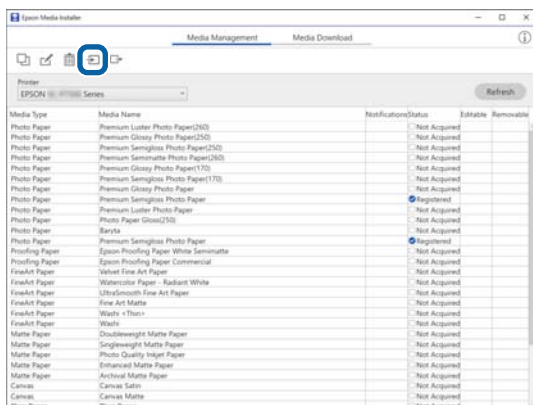 Epson Media Installer
Media Management Media Download
Printer
EPSON Series
Refresh
Media Type Media Name Notifications Status Editable Removable
Photo Paper Premium Luster Photo Paper(260) Not Acquired
Photo Paper Premium Glossy Photo Paper(250) Not Acquired
Photo Paper Premium Semigloss Photo Paper(250) Not Acquired
Photo Paper Premium Semimatte Photo Paper(260) Not Acquired
Photo Paper Premium Glossy Photo Paper(170) Not Acquired
Photo Paper Premium Semigloss Photo Paper(170) Not Acquired
Photo Paper Premium Glossy Photo Paper Not Acquired
Photo Paper Premium Semigloss Photo Paper Registered
Photo Paper Premium Luster Photo Paper Not Acquired
Photo Paper Photo Paper Gloss(250) Not Acquired
Photo Paper Baryta Not Acquired
Photo Paper Premium Semigloss Photo Paper Registered
Proofing Paper Epson Proofing Paper White Semimatte Not Acquired
Proofing Paper Epson Proofing Paper Commercial Not Acquired
FineArt Paper Velvet Fine Art Paper Not Acquired
FineArt Paper Watercolor Paper - Radiant White Not Acquired
FineArt Paper UltraSmooth Fine Art Paper Not Acquired
FineArt Paper Fine Art Matte Not Acquired
FineArt Paper Washi <Thin> Not Acquired
FineArt Paper Washi Not Acquired
Matte Paper Doubleweight Matte Paper Not Acquired
Matte Paper Singleweight Matte Paper Not Acquired
Matte Paper Photo Quality Inkjet Paper Not Acquired
Matte Paper Enhanced Matte Paper Not Acquired
Matte Paper Archival Matte Paper Not Acquired
Canvas Canvas Satin Not Acquired
Canvas Canvas Matte Not Acquired